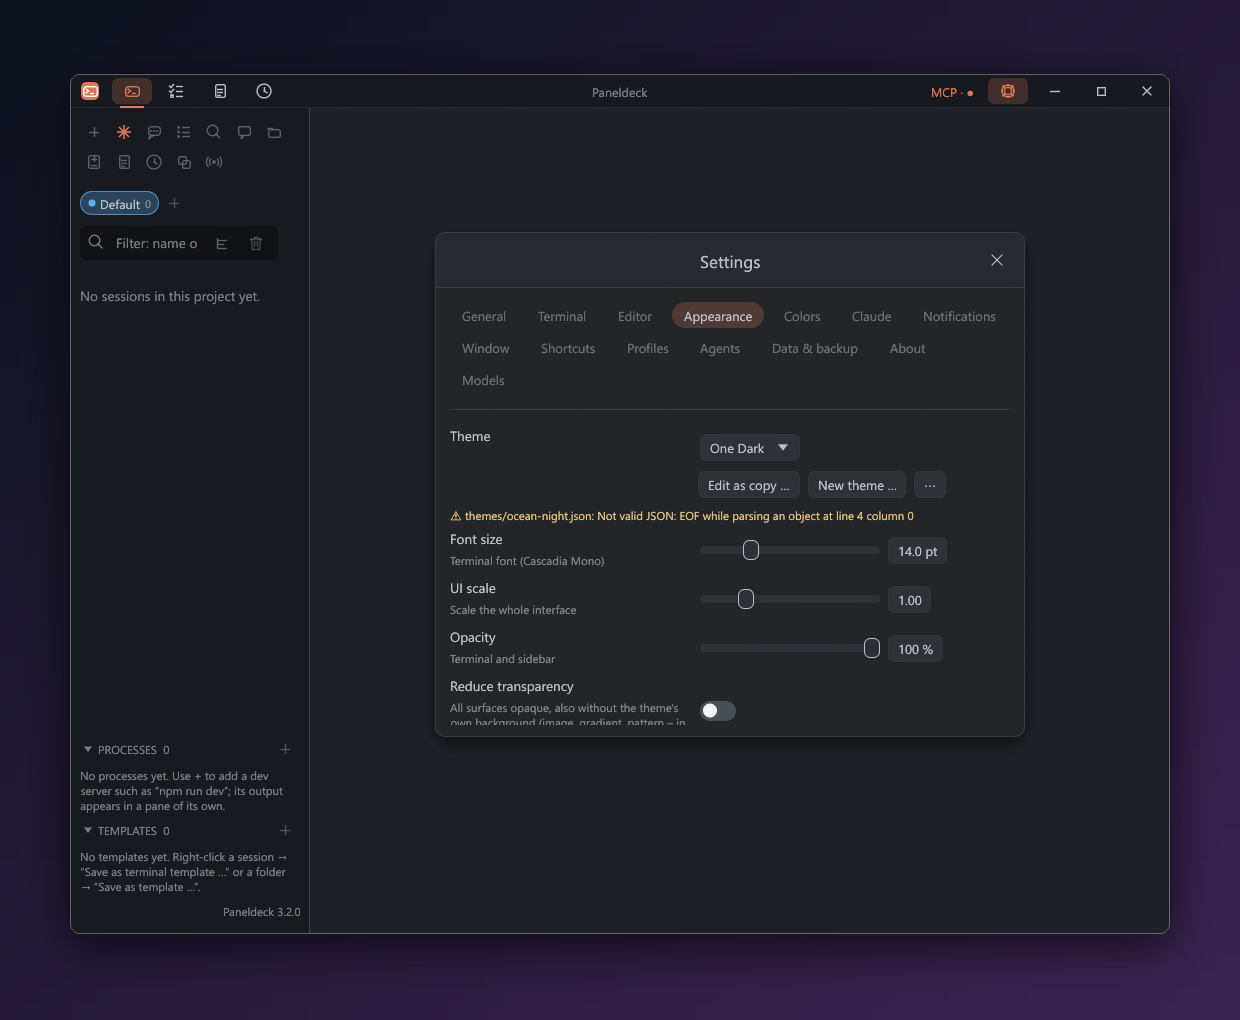 Paneldeck
MCP · ●
Default 0
Filter: name o
No sessions in this project yet.
Settings
General Terminal Editor Appearance Colors Claude Notifications
Window Shortcuts Profiles Agents Data & backup About
Models
Theme
One Dark
Edit as copy ...
New theme ...
...
⚠ themes/ocean-night.json: Not valid JSON: EOF while parsing an object at line 4 column 0
Font size
Terminal font (Cascadia Mono)
14.0 pt
UI scale
Scale the whole interface
1.00
Opacity
Terminal and sidebar
100 %
Reduce transparency
All surfaces opaque, also without the theme's
own background (image, gradient, pattern – in
PROCESSES 0
No processes yet. Use + to add a dev
server such as “npm run dev”; its output
appears in a pane of its own.
TEMPLATES 0
No templates yet. Right-click a session →
“Save as terminal template ...” or a folder
→ “Save as template ...”.
Paneldeck 3.2.0